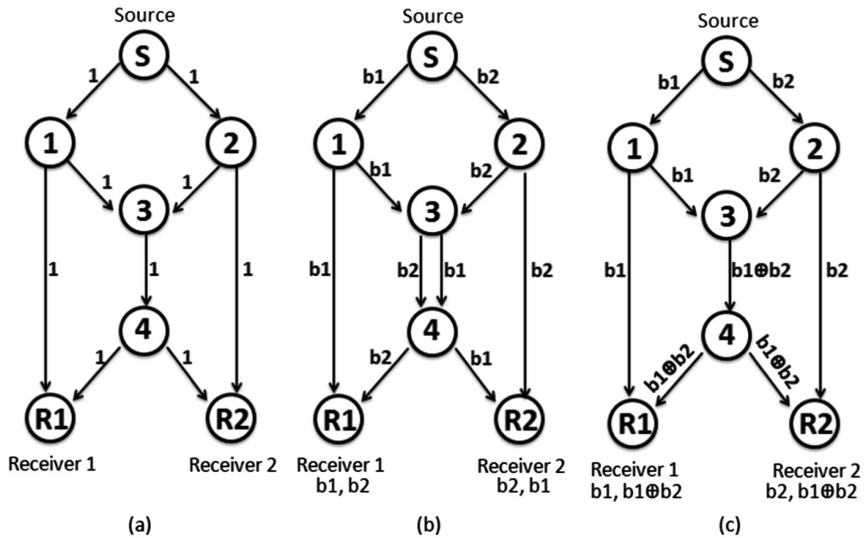 Source
S
1 1
1 2
1 1
3
1 1 1
4
1 1
R1 R2
Receiver 1 Receiver 2
(a)
S
b1 b2
1 2
b1 b2
3
b1 b2 b1 b2
4
b2 b1
R1 R2
Receiver 1 Receiver 2
b1, b2 b2, b1
(b)
Source
S
b1 b2
1 2
b1 b2
3
b1 b1⊕b2 b2
4
b1⊕b2 b1⊕b2
R1 R2
Receiver 1 Receiver 2
b1, b1⊕b2 b2, b1⊕b2
(c)